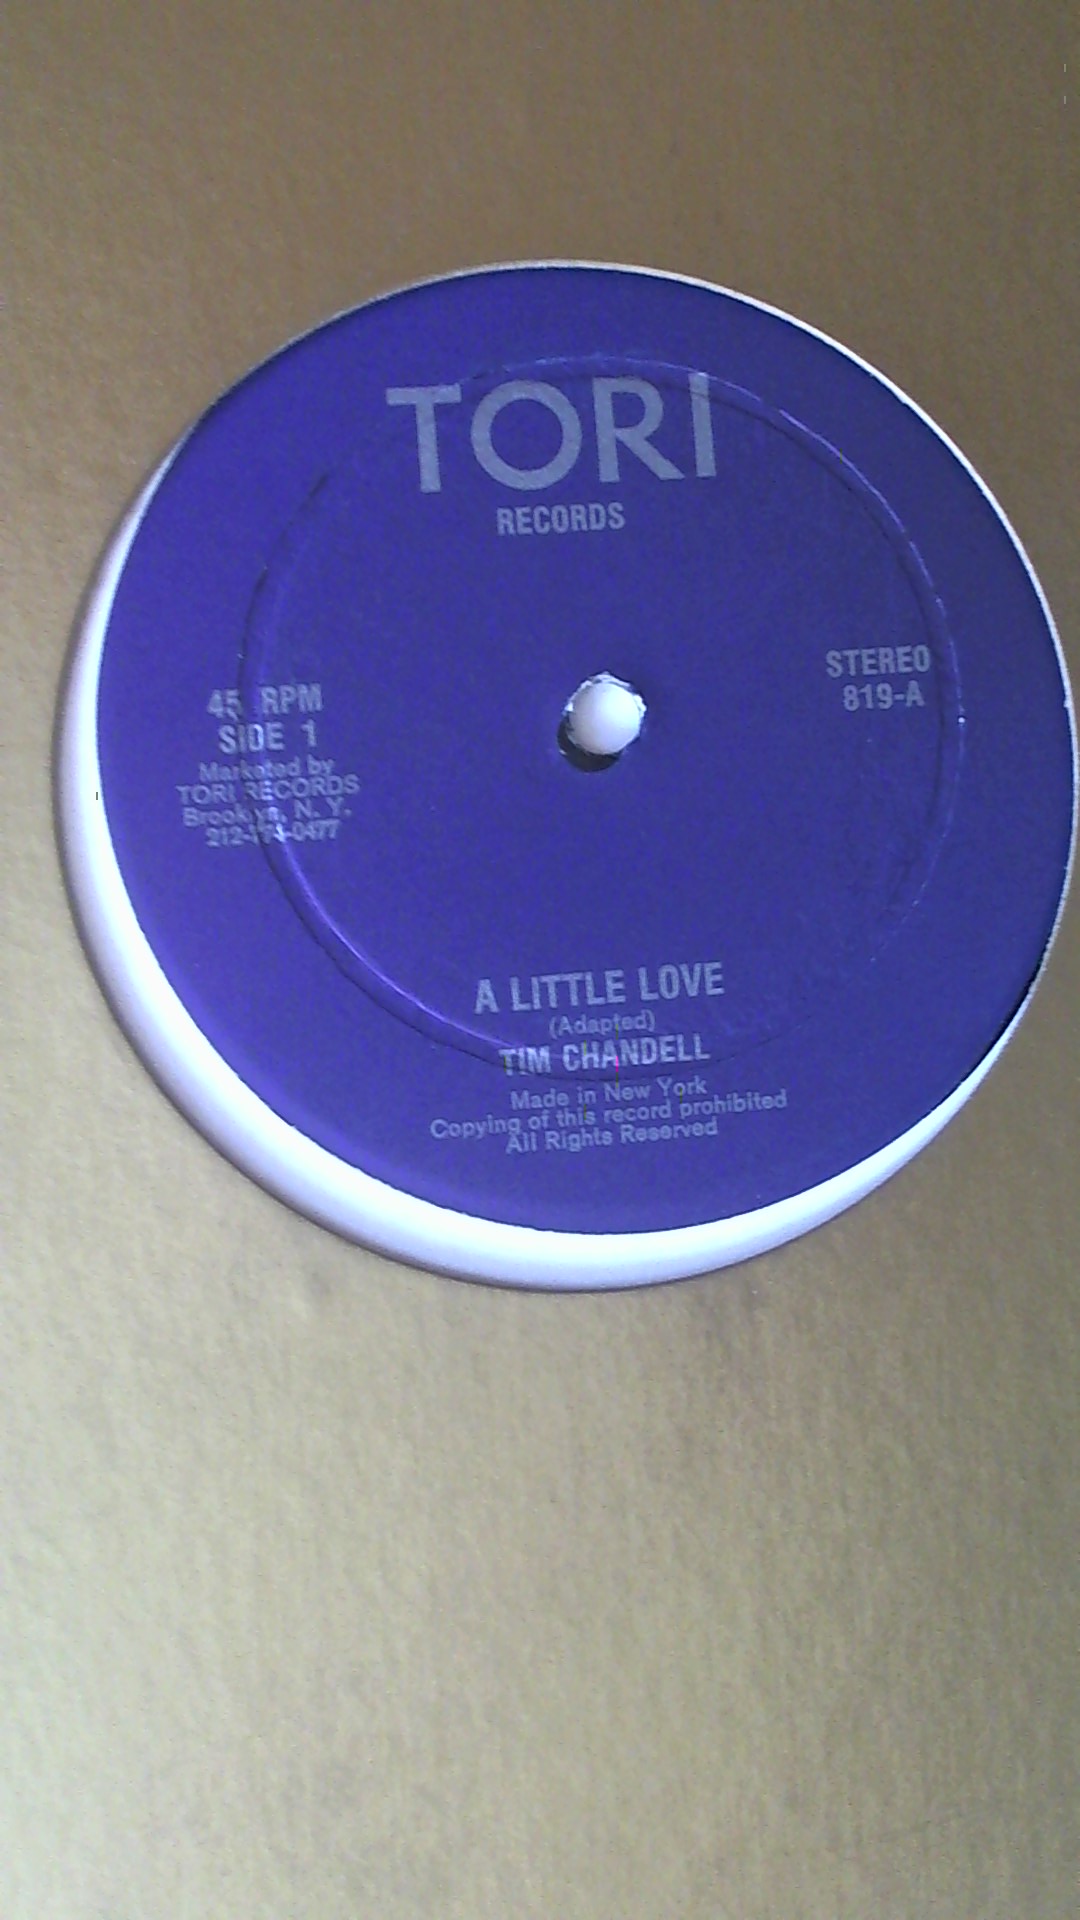 TORI
RECORDS
STEREO
819-A
45 RPM
SIDE 1
Marketed by
TORI RECORDS
Brooklyn, N. Y.
A LITTLE LOVE
(Adapted)
TIM CHANDELL
Made in New York
Copying of this record prohibited
All Rights Reserved